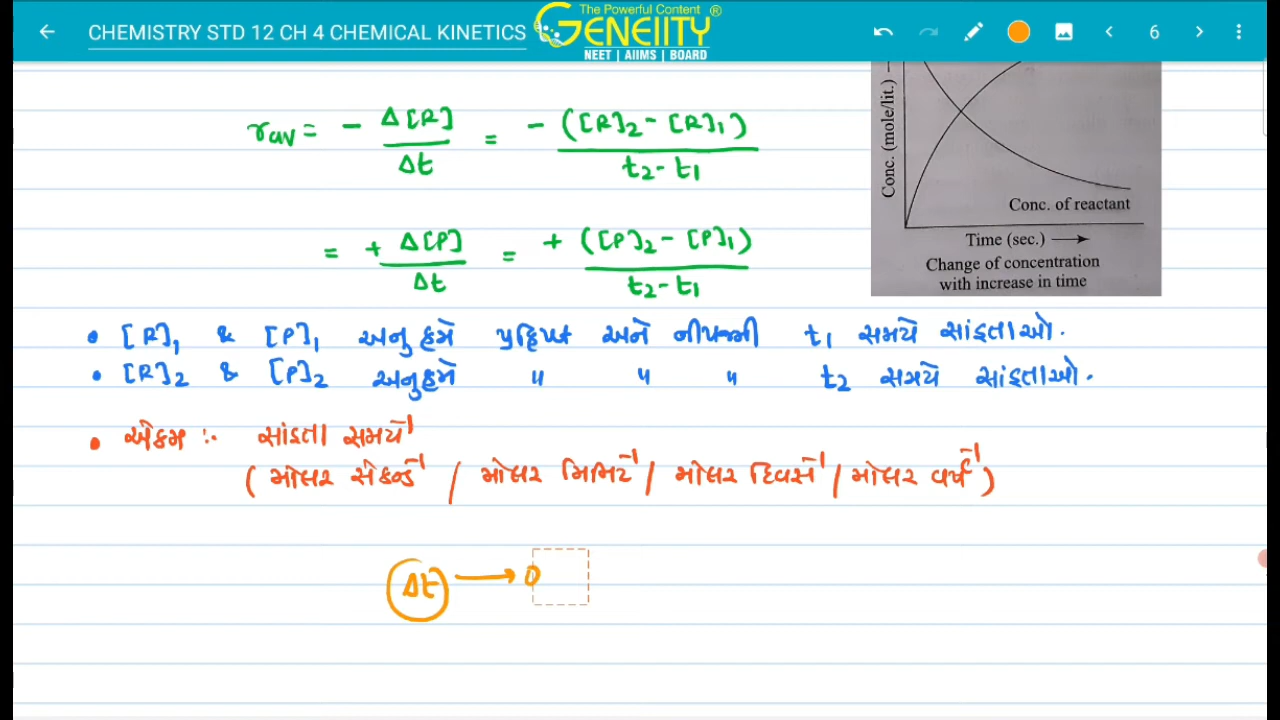 CHEMISTRY STD 12 CH 4 CHEMICAL KINETICS
The Powerful Content
GENEIITY®
NEET | AIIMS | BOARD
6
rav = - Δ[R] / Δt = - ([R]2 - [R]1) / t2 - t1
= + Δ[P] / Δt = + ([P]2 - [P]1) / t2 - t1
Conc. (mole/lit.)
Conc. of reactant
Time (sec.)
Change of concentration
with increase in time
• [R]1 & [P]1 અનુક્રમે પ્રક્રિયક અને નીપજની t1 સમયે સાંદ્રતાઓ.
• [R]2 & [P]2 અનુક્રમે " " " t2 સમયે સાંદ્રતાઓ.
• એકમ :- સાંદ્રતા સમય⁻¹
( મોલર સેકન્ડ⁻¹ / મોલર મિનિટ⁻¹ / મોલર દિવસ⁻¹ / મોલર વર્ષ⁻¹ )
Δt → 0